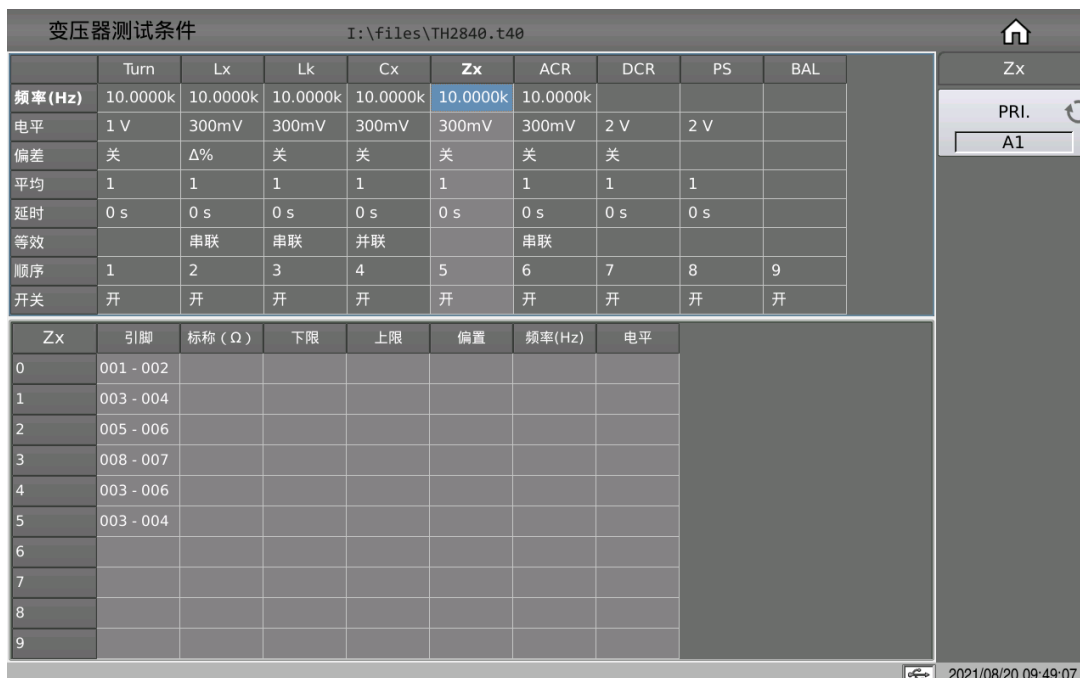 变压器测试条件 I:\files\TH2840.t40
Turn Lx Lk Cx Zx ACR DCR PS BAL
频率(Hz) 10.0000k 10.0000k 10.0000k 10.0000k 10.0000k 10.0000k
电平 1 V 300mV 300mV 300mV 300mV 300mV 2 V 2 V
偏差 关 Δ% 关 关 关 关 关
平均 1 1 1 1 1 1 1 1
延时 0 s 0 s 0 s 0 s 0 s 0 s 0 s 0 s
等效 串联 串联 并联 串联
顺序 1 2 3 4 5 6 7 8 9
开关 开 开 开 开 开 开 开 开 开
Zx 引脚 标称(Ω) 下限 上限 偏置 频率(Hz) 电平
0 001 - 002
1 003 - 004
2 005 - 006
3 008 - 007
4 003 - 006
5 003 - 004
6
7
8
9
Zx
PRI.
A1
2021/08/20 09:49:07